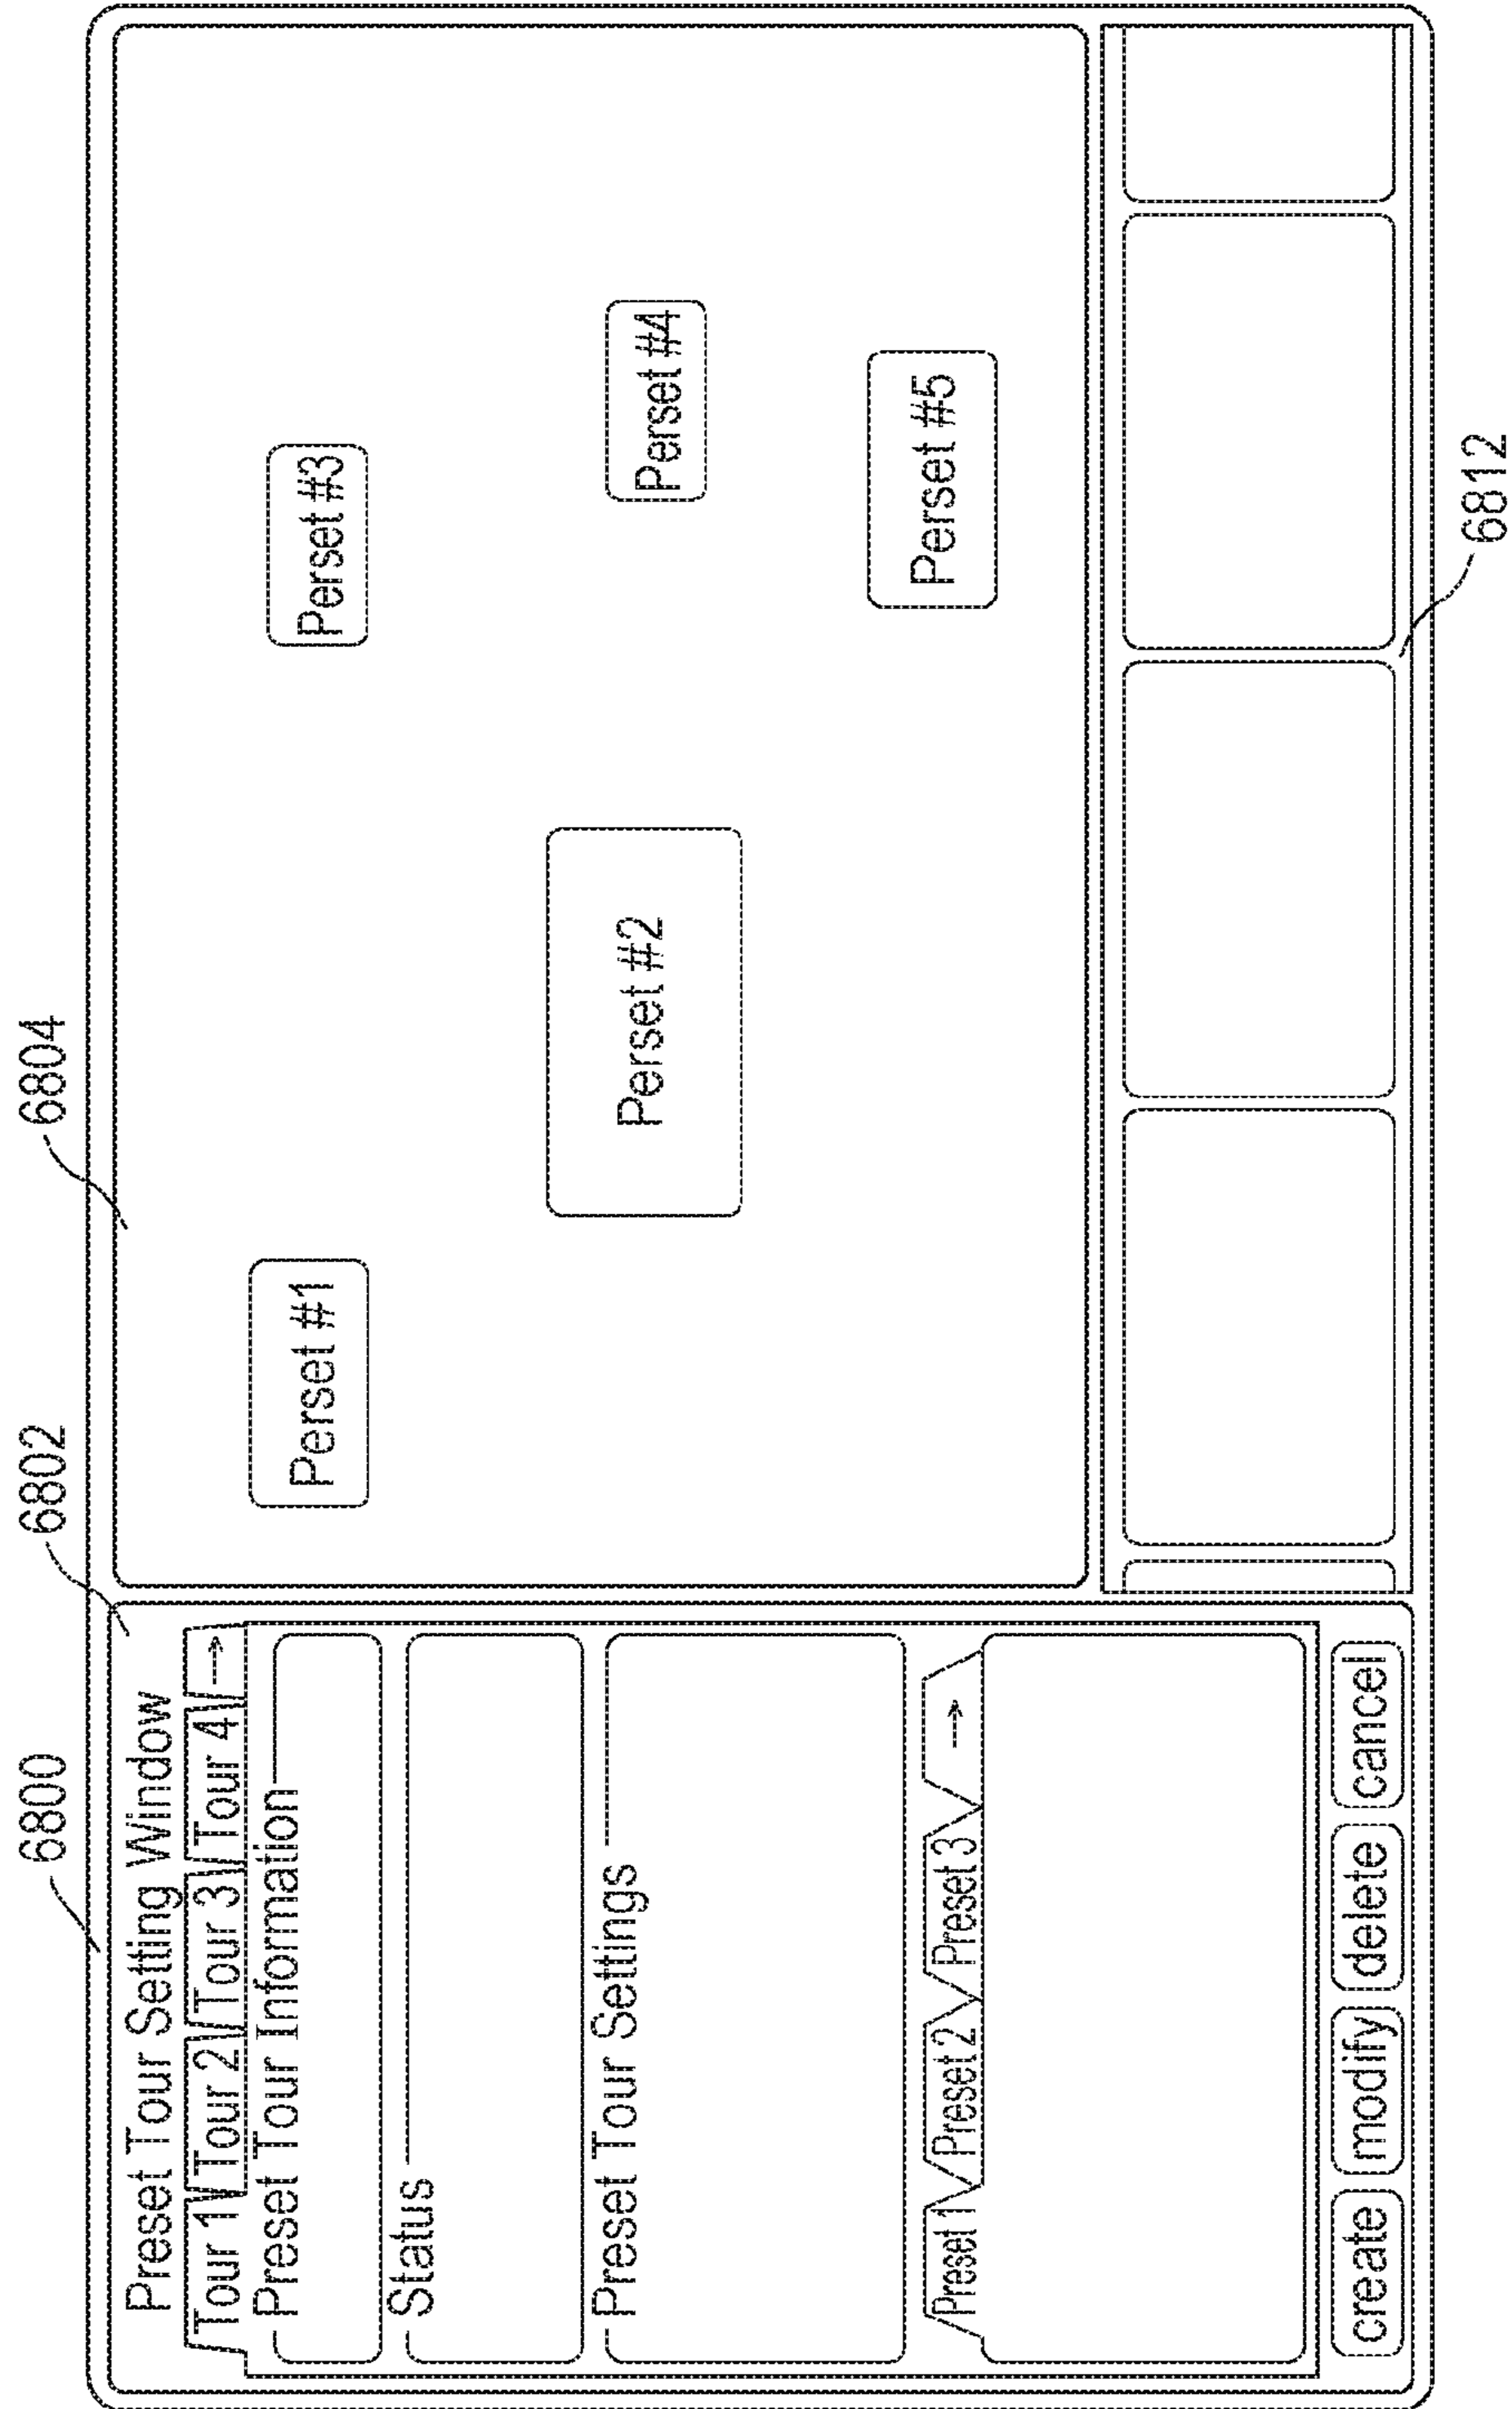 6800
6802
6804
Preset Tour Setting Window
Tour 1 Tour 2 Tour 3 Tour 4 →
Preset Tour Information
Status
Preset Tour Settings
Preset 1 Preset 2 Preset 3 →
create modify delete cancel
Perset #1
Perset #2
Perset #3
Perset #4
Perset #5
6812